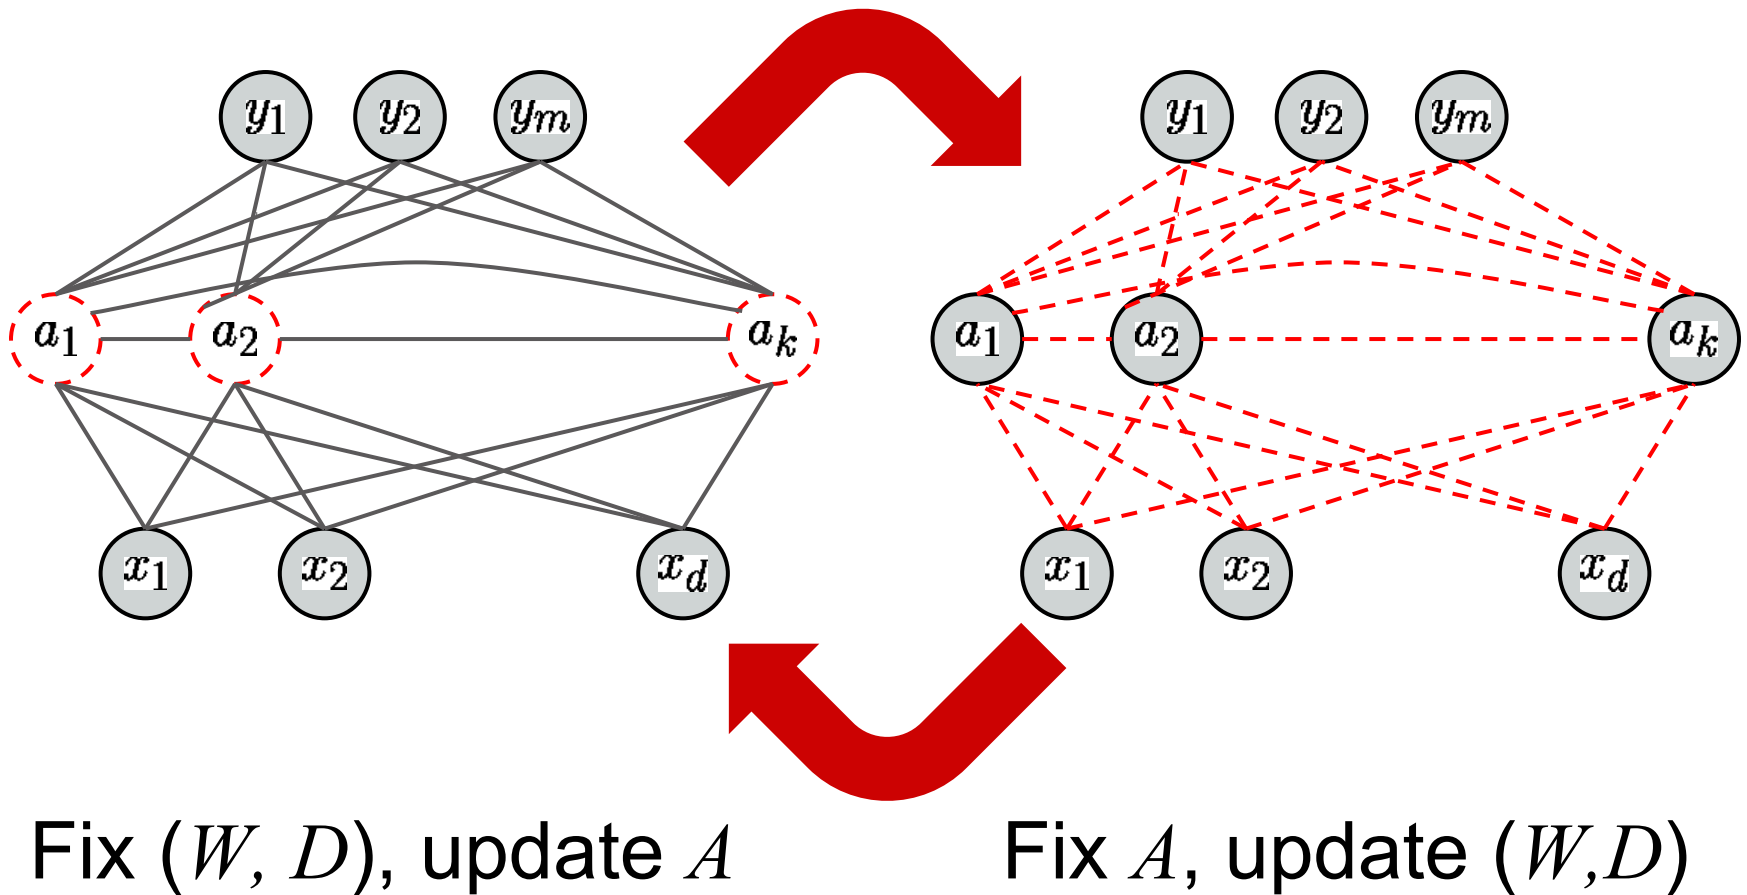 y1 y2 ym
a1 a2 ak
x1 x2 xd
Fix (W, D), update A
y1 y2 ym
a1 a2 ak
x1 x2 xd
Fix A, update (W,D)